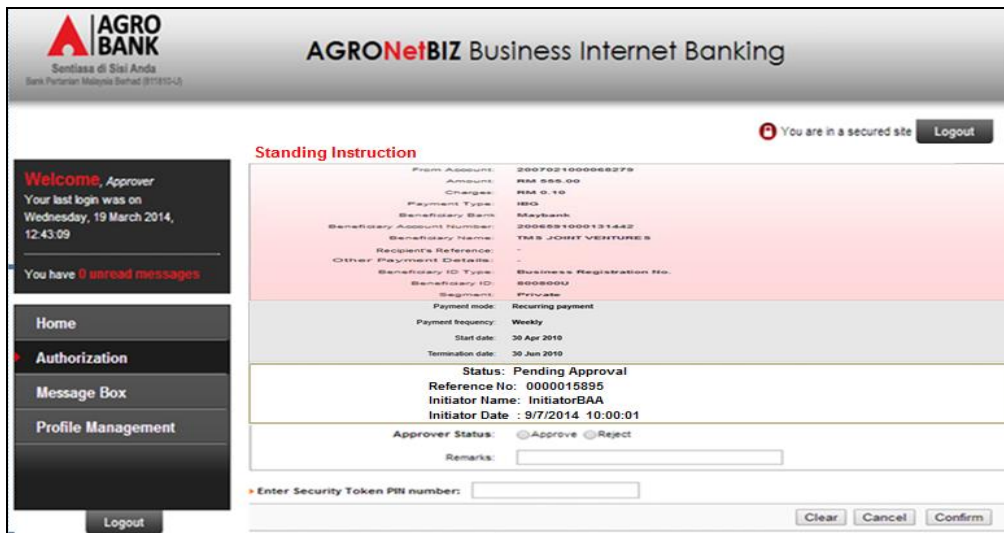 AGRO
BANK
Sentiasa di Sisi Anda
Bank Pertanian Malaysia Berhad (811810-U)
AGRONetBIZ Business Internet Banking
You are in a secured site
Logout
Standing Instruction
Welcome, Approver
Your last login was on
Wednesday, 19 March 2014,
12:43:09
You have 0 unread messages
Home
Authorization
Message Box
Profile Management
Logout
From Account: 2007021000068279
Amount: RM 555.00
Charges: RM 0.10
Payment Type: IBG
Beneficiary Bank Maybank
Beneficiary Account Number: 2006591000131442
Beneficiary Name: TMS JOINT VENTURES
Recipient's Reference: -
Other Payment Details: -
Beneficiary ID Type: Business Registration No.
Beneficiary ID: 800800U
Segment: Private
Payment mode: Recurring payment
Payment frequency: Weekly
Start date: 30 Apr 2010
Termination date: 30 Jun 2010
Status: Pending Approval
Reference No: 0000015895
Initiator Name: InitiatorBAA
Initiator Date : 9/7/2014 10:00:01
Approver Status: Approve Reject
Remarks:
Enter Security Token PIN number:
Clear Cancel Confirm